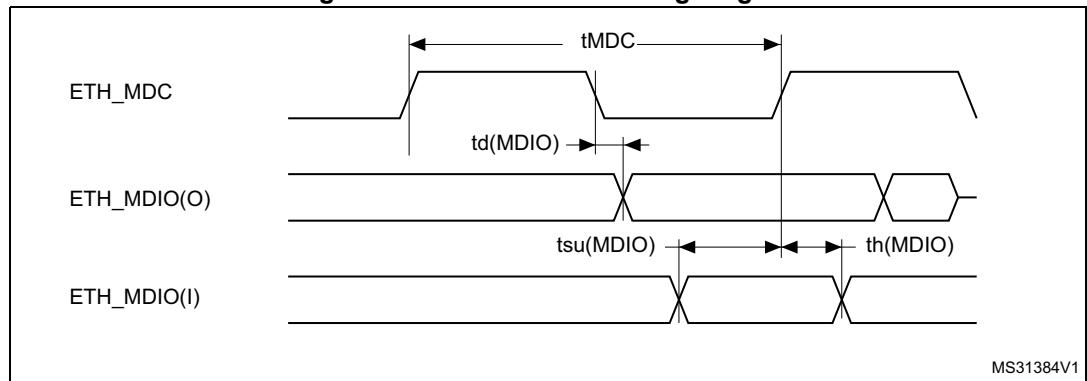 tMDC
ETH_MDC
td(MDIO)
ETH_MDIO(O)
tsu(MDIO) th(MDIO)
ETH_MDIO(I)
MS31384V1